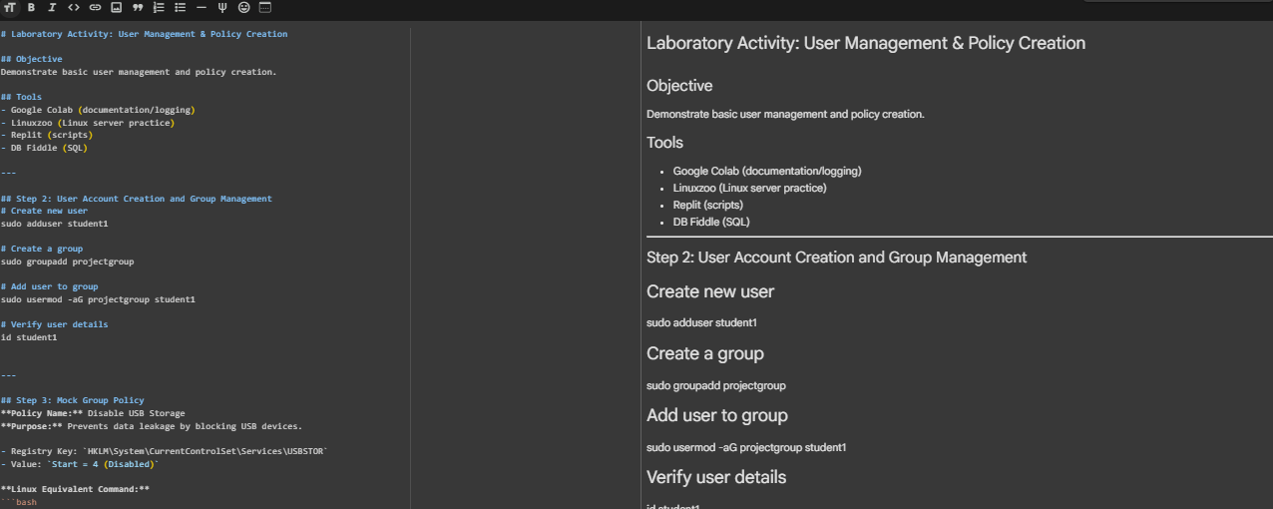 # Laboratory Activity: User Management & Policy Creation
## Objective
Demonstrate basic user management and policy creation.
## Tools
- Google Colab (documentation/logging)
- Linuxzoo (Linux server practice)
- Replit (scripts)
- DB Fiddle (SQL)
---
## Step 2: User Account Creation and Group Management
# Create new user
sudo adduser student1
# Create a group
sudo groupadd projectgroup
# Add user to group
sudo usermod -aG projectgroup student1
# Verify user details
id student1
---
## Step 3: Mock Group Policy
**Policy Name:** Disable USB Storage
**Purpose:** Prevents data leakage by blocking USB devices.
- Registry Key: `HKLM\System\CurrentControlSet\Services\USBSTOR`
- Value: `Start = 4 (Disabled)`
**Linux Equivalent Command:**
```bash
Laboratory Activity: User Management & Policy Creation
Objective
Demonstrate basic user management and policy creation.
Tools
• Google Colab (documentation/logging)
• Linuxzoo (Linux server practice)
• Replit (scripts)
• DB Fiddle (SQL)
Step 2: User Account Creation and Group Management
Create new user
sudo adduser student1
Create a group
sudo groupadd projectgroup
Add user to group
sudo usermod -aG projectgroup student1
Verify user details
id student1